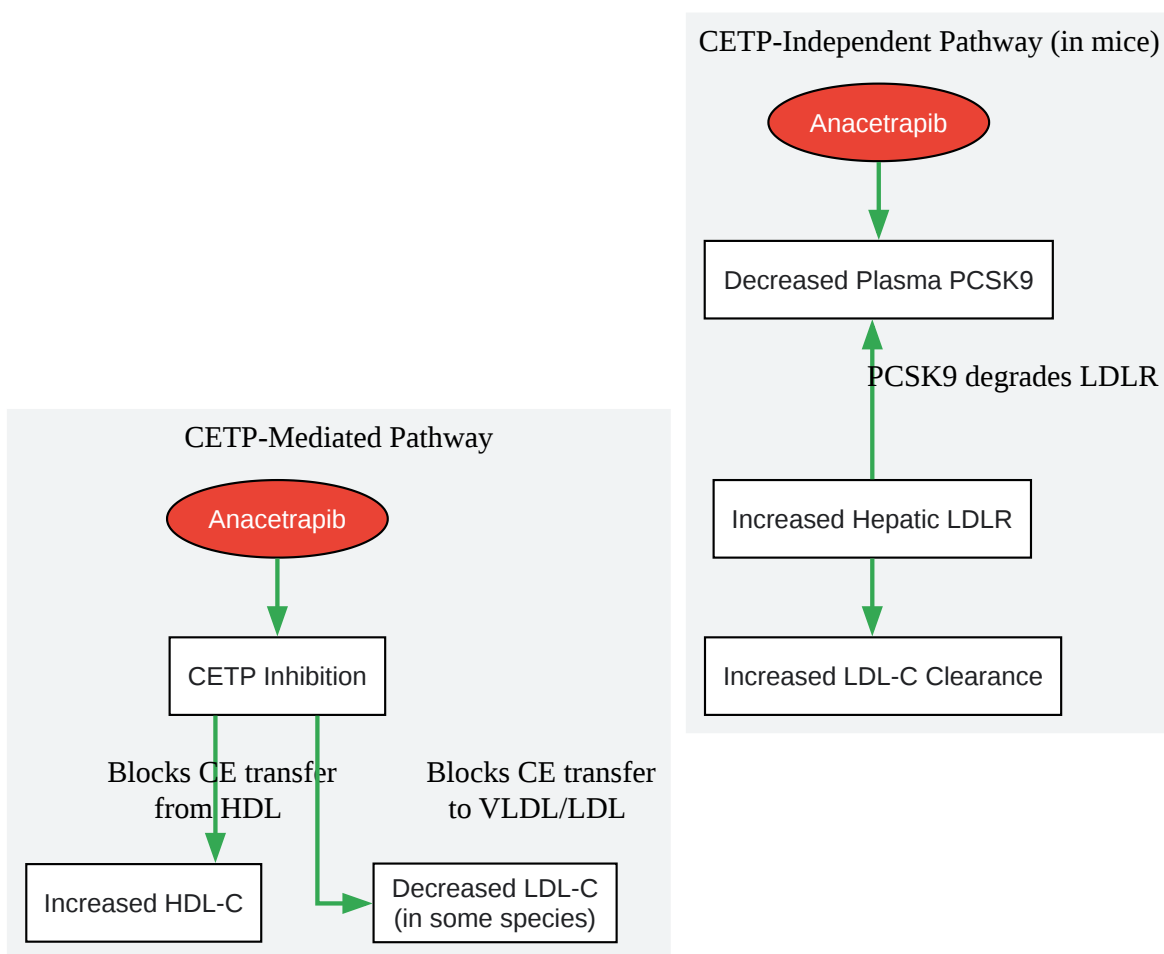 CETP-Independent Pathway (in mice)
Anacetrapib
Decreased Plasma PCSK9
PCSK9 degrades LDLR
Increased Hepatic LDLR
Increased LDL-C Clearance
CETP-Mediated Pathway
Anacetrapib
CETP Inhibition
Blocks CE transfer
from HDL
Blocks CE transfer
to VLDL/LDL
Increased HDL-C
Decreased LDL-C
(in some species)